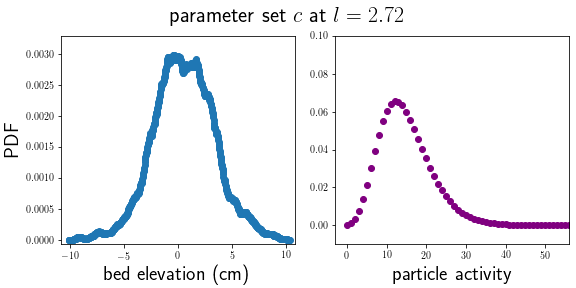 parameter set c at l = 2.72
PDF
0.0030
0.0025
0.0020
0.0015
0.0010
0.0005
0.0000
−10 −5 0 5 10
bed elevation (cm)
0.10
0.08
0.06
0.04
0.02
0.00
0 10 20 30 40 50
particle activity